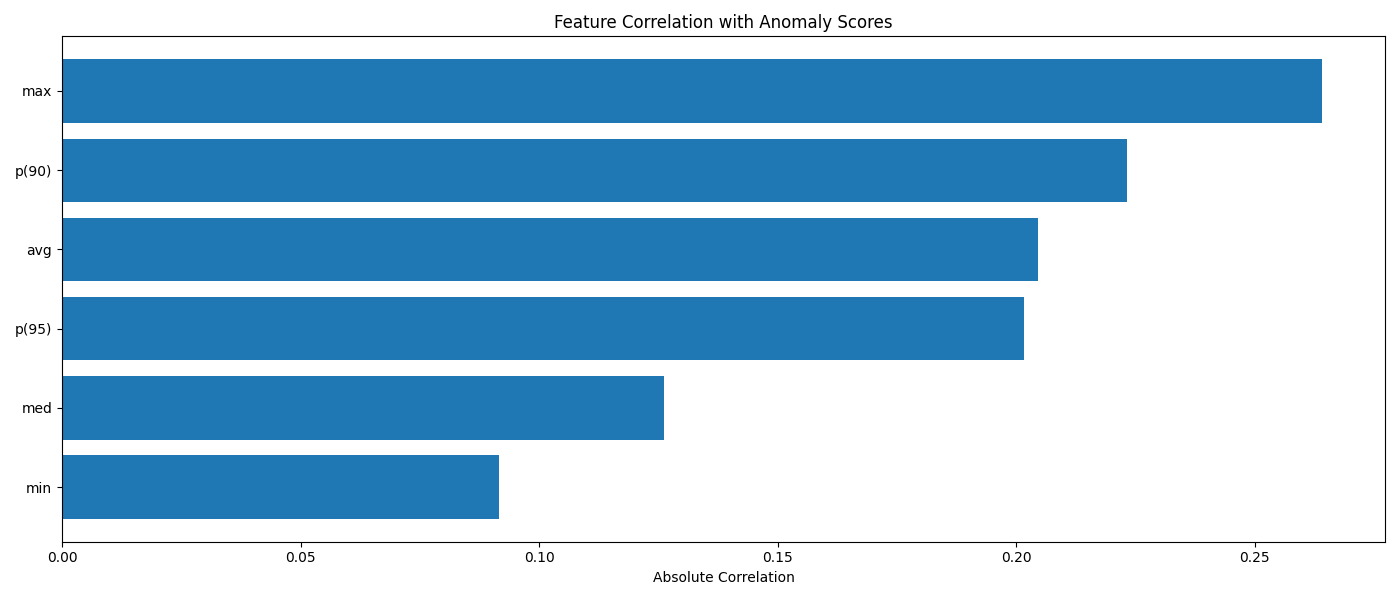 Feature Correlation with Anomaly Scores
max
p(90)
avg
p(95)
med
min
0.00 0.05 0.10 0.15 0.20 0.25
Absolute Correlation